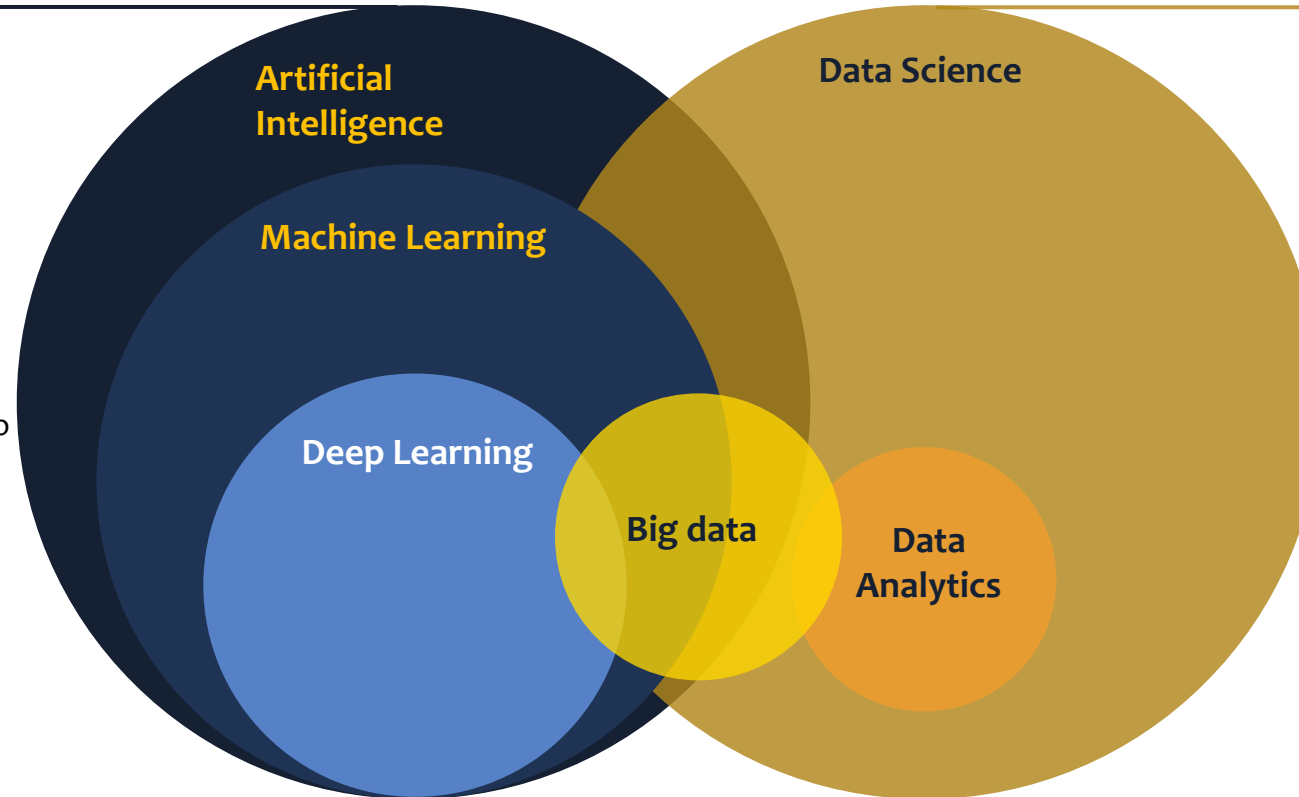 Artificial
Intelligence
Data Science
Machine Learning
Deep Learning
Big data
Data
Analytics